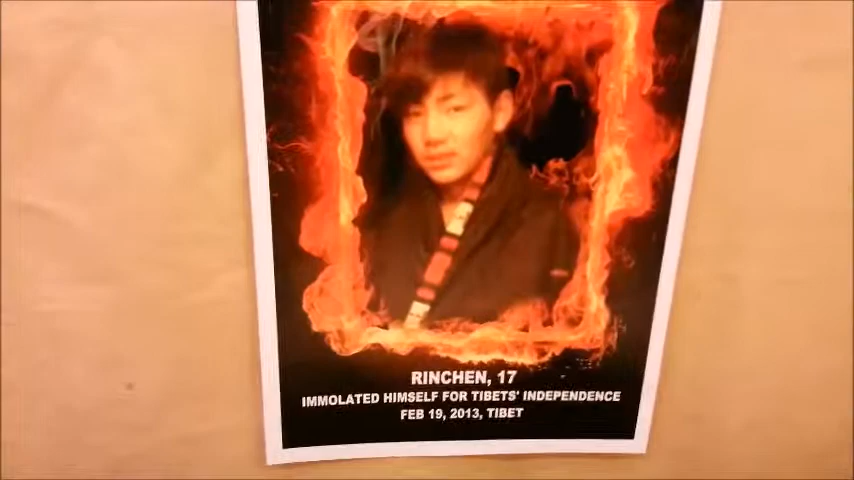 RINCHEN, 17
IMMOLATED HIMSELF FOR TIBETS' INDEPENDENCE
FEB 19, 2013, TIBET